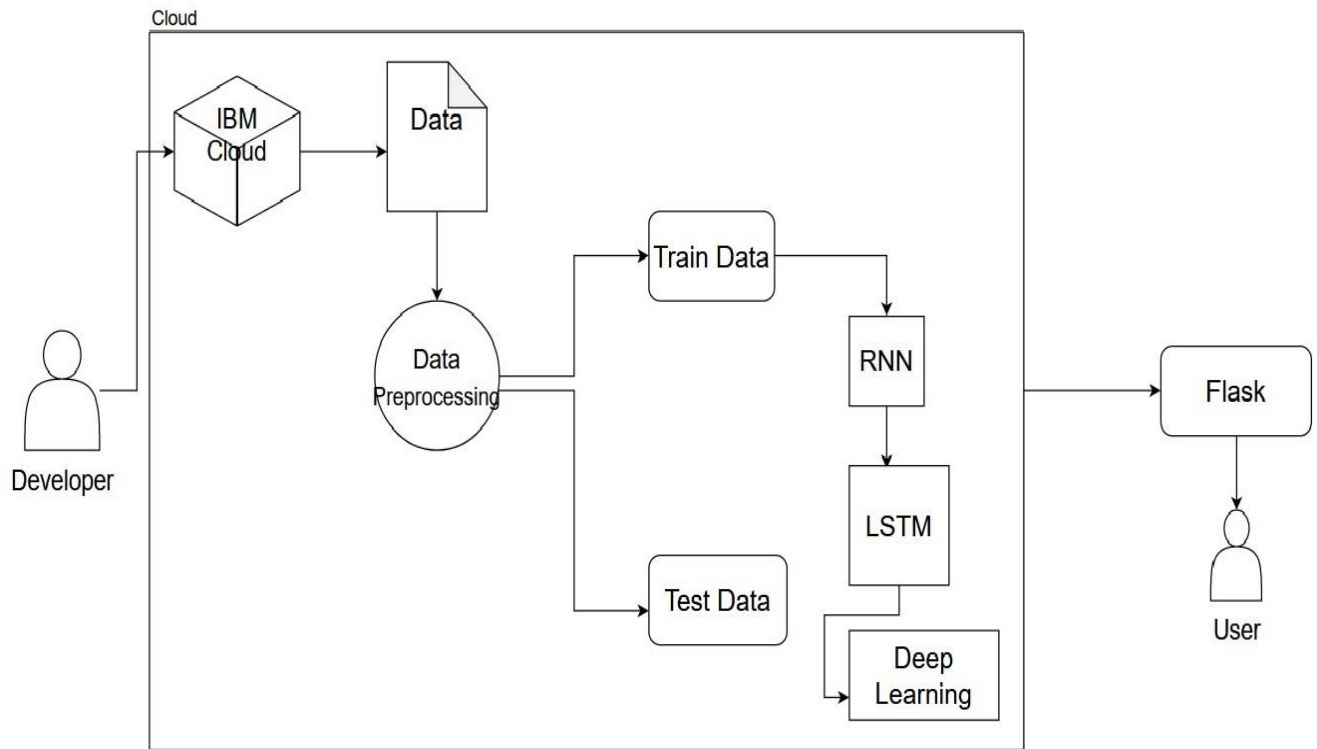 Cloud
IBM
Cloud
Data
Train Data
Data
Preprocessing
RNN
Flask
Developer
LSTM
Test Data
User
Deep
Learning